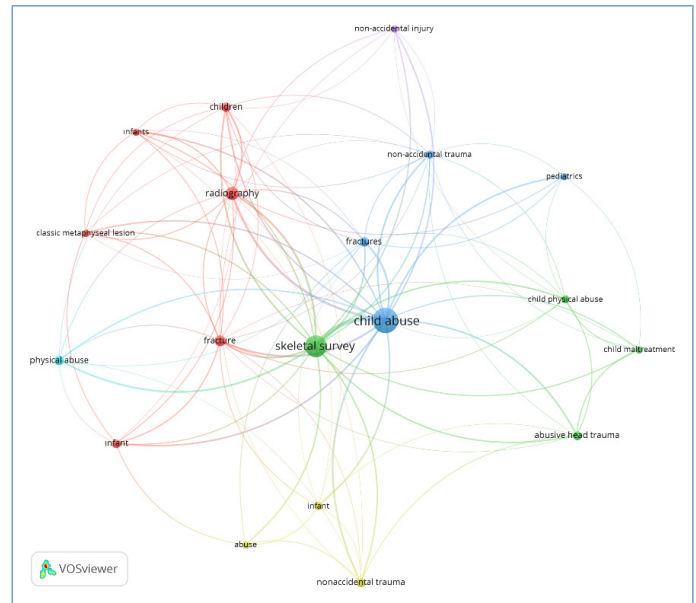 non-accidental injury
children
infants
non-accidental trauma
pediatrics
radiography
classic metaphyseal lesion
fractures
child physical abuse
child abuse
fracture
skeletal survey
child maltreatment
physical abuse
abusive head trauma
infant
infant
abuse
nonaccidental trauma
VOSviewer